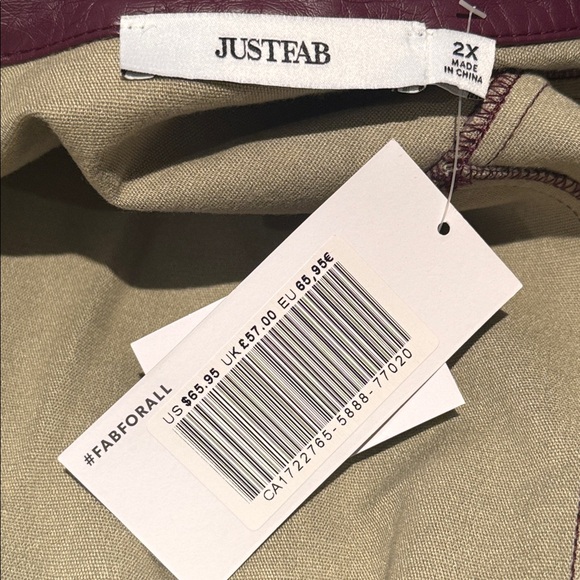 JUSTFAB
2X
MADE
IN CHINA
#FABFORALL
US $65.95 UK £57.00 EU 65,95€
CA1722765-5888-77020